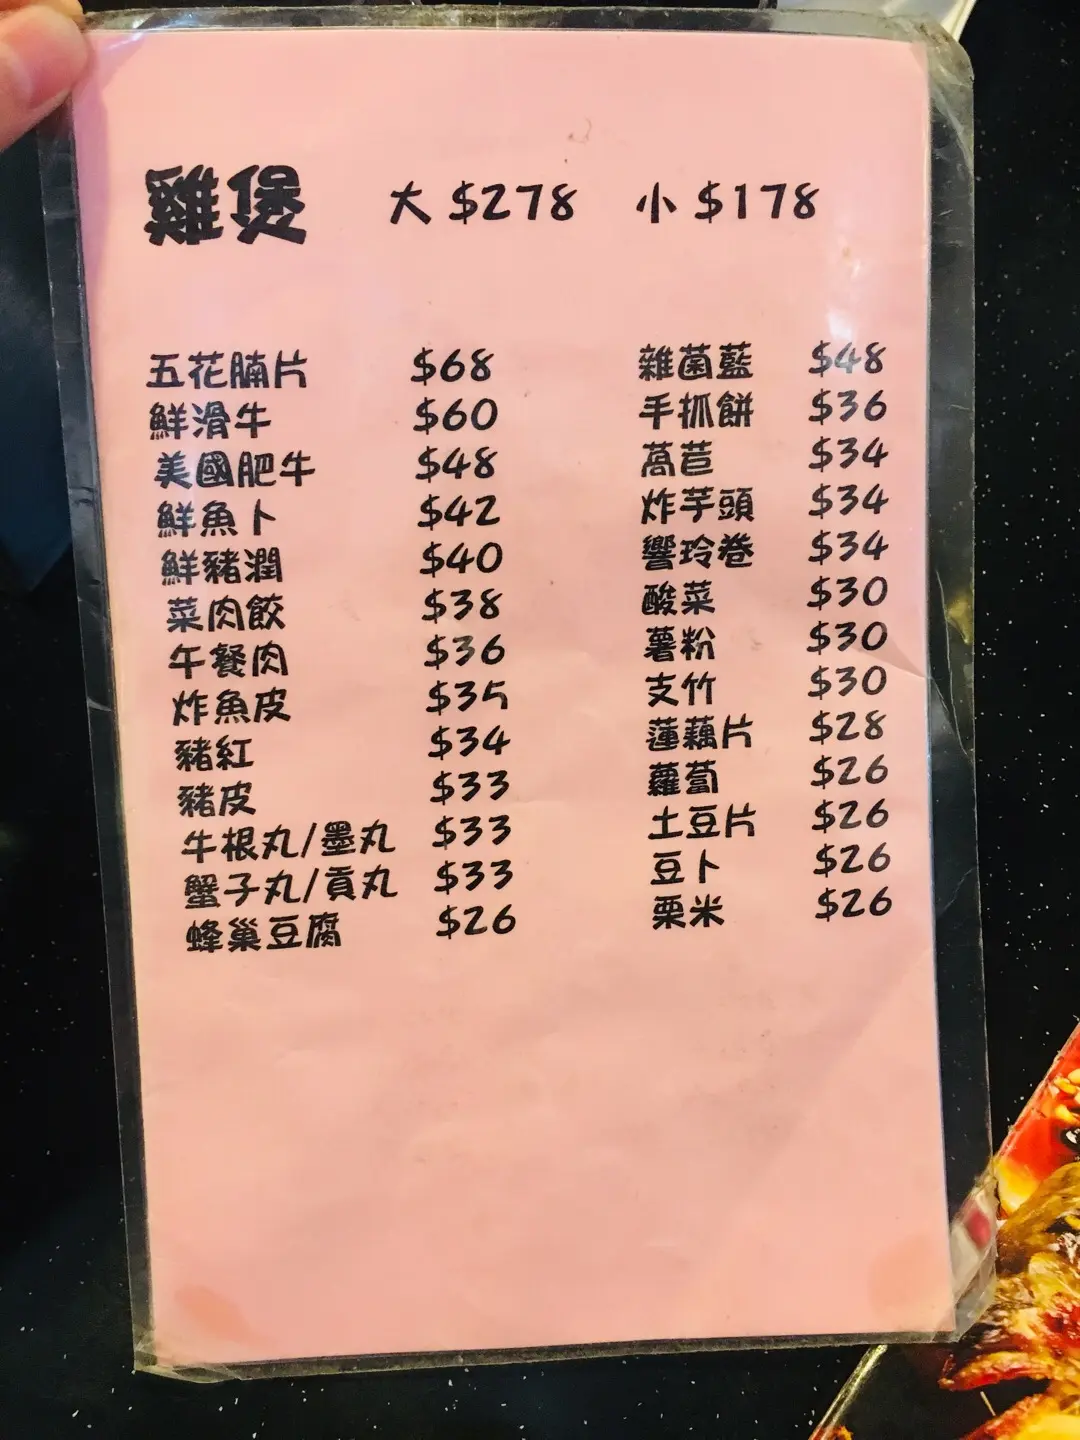 雞煲 大 $278 小 $178
五花腩片 $68
鮮滑牛 $60
美國肥牛 $48
鮮魚卜 $42
鮮豬潤 $40
菜肉餃 $38
午餐肉 $36
炸魚皮 $35
豬紅 $34
豬皮 $33
牛根丸/墨丸 $33
蟹子丸/貢丸 $33
蜂巢豆腐 $26
雜菌藍 $48
手抓餅 $36
萵苣 $34
炸芋頭 $34
響玲卷 $34
酸菜 $30
薯粉 $30
支竹 $30
蓮藕片 $28
蘿蔔 $26
土豆片 $26
豆卜 $26
栗米 $26